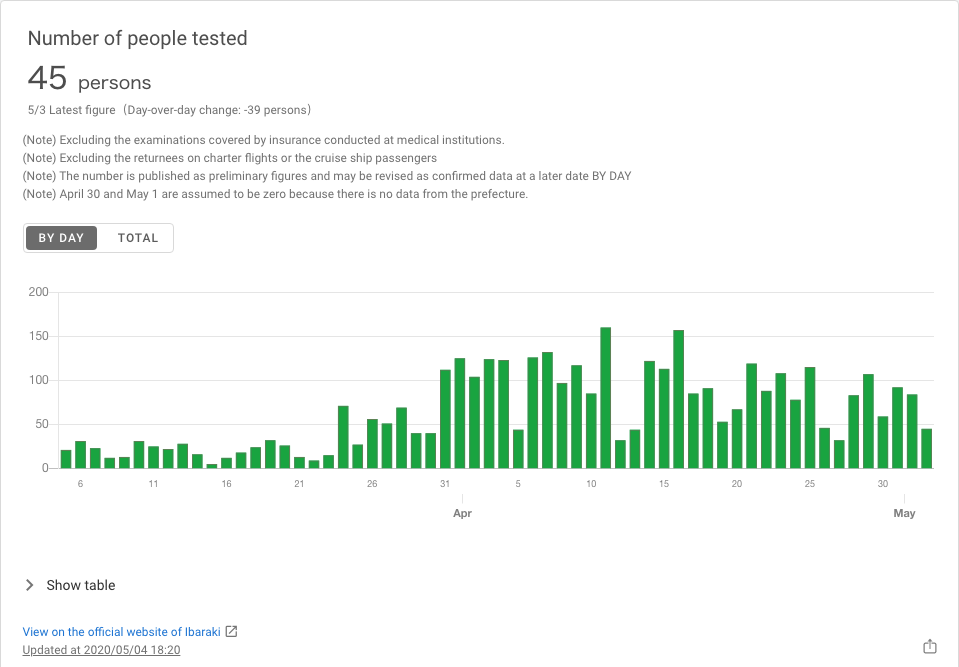 Number of people tested
45 persons
5/3 Latest figure（Day-over-day change: -39 persons）
(Note) Excluding the examinations covered by insurance conducted at medical institutions.
(Note) Excluding the returnees on charter flights or the cruise ship passengers
(Note) The number is published as preliminary figures and may be revised as confirmed data at a later date BY DAY
(Note) April 30 and May 1 are assumed to be zero because there is no data from the prefecture.
BY DAY TOTAL
200
150
100
50
0
6 11 16 21 26 31 5 10 15 20 25 30
Apr May
Show table
View on the official website of Ibaraki
Updated at 2020/05/04 18:20